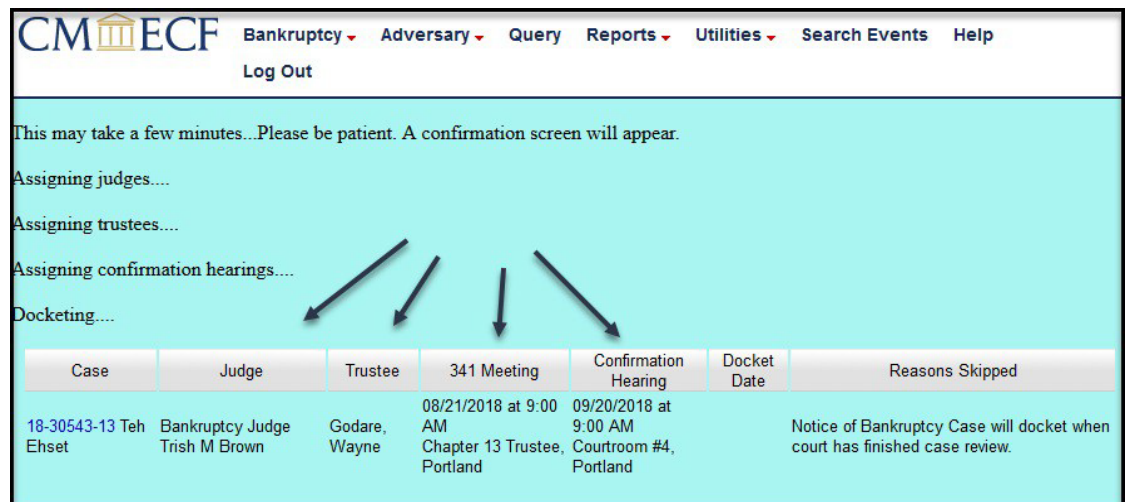 CM ECF Bankruptcy Adversary Query Reports Utilities Search Events Help
Log Out
This may take a few minutes...Please be patient. A confirmation screen will appear.
Assigning judges....
Assigning trustees....
Assigning confirmation hearings....
Docketing....
Case Judge Trustee 341 Meeting Confirmation Hearing Docket Date Reasons Skipped
18-30543-13 Teh Ehset
Bankruptcy Judge Trish M Brown
Godare, Wayne
08/21/2018 at 9:00 AM
Chapter 13 Trustee, Portland
09/20/2018 at 9:00 AM
Courtroom #4, Portland
Notice of Bankruptcy Case will docket when
court has finished case review.